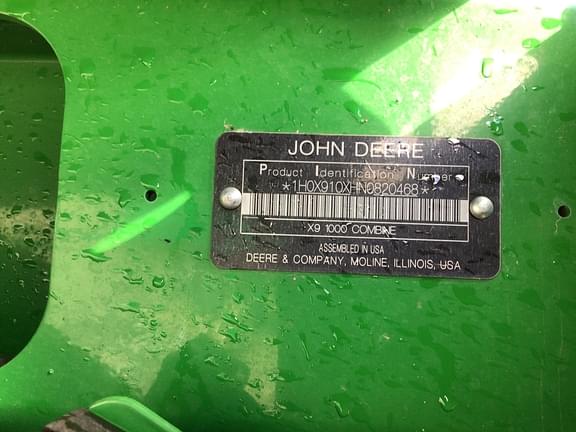 JOHN DEERE
Product Identification Number
*1H0X910XHN0820468*
X9 1000 COMBINE
ASSEMBLED IN USA
DEERE & COMPANY, MOLINE, ILLINOIS, USA